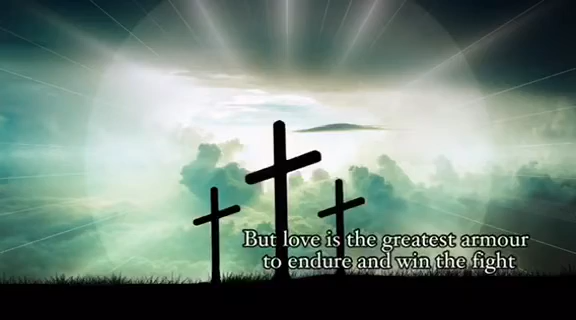 But love is the greatest armour
to endure and win the fight